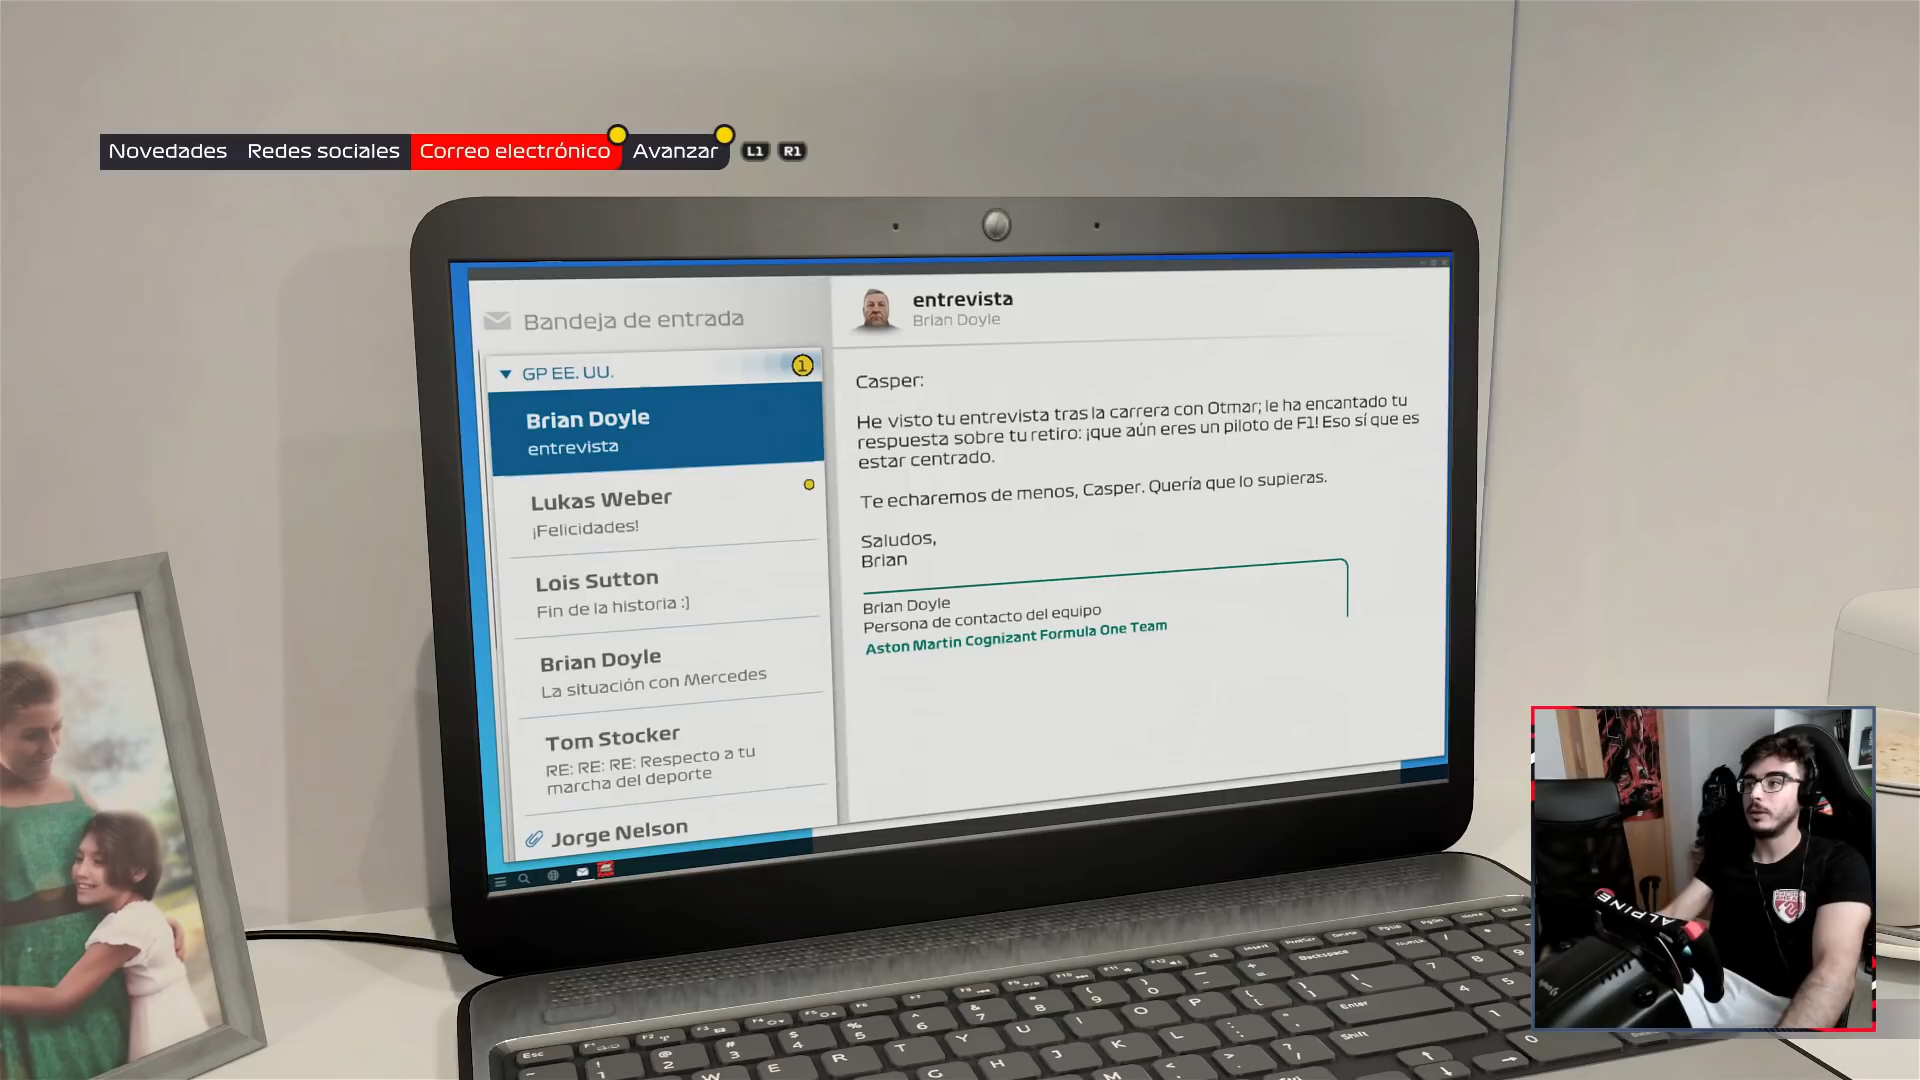 Novedades
Redes sociales
Correo electrónico
Avanzar
L1
R1
Bandeja de entrada
GP EE. UU.
1
Brian Doyle
entrevista
Lukas Weber
¡Felicidades!
Lois Sutton
Fin de la historia :)
Brian Doyle
La situación con Mercedes
Tom Stocker
RE: RE: RE: Respecto a tu
marcha del deporte
Jorge Nelson
entrevista
Brian Doyle
Casper:
He visto tu entrevista tras la carrera con Otmar; le ha encantado tu
respuesta sobre tu retiro: ¡que aún eres un piloto de F1! Eso sí que es
estar centrado.
Te echaremos de menos, Casper. Quería que lo supieras.
Saludos,
Brian
Brian Doyle
Persona de contacto del equipo
Aston Martin Cognizant Formula One Team
ALPINE
Esc
Backspace
Enter
Shift